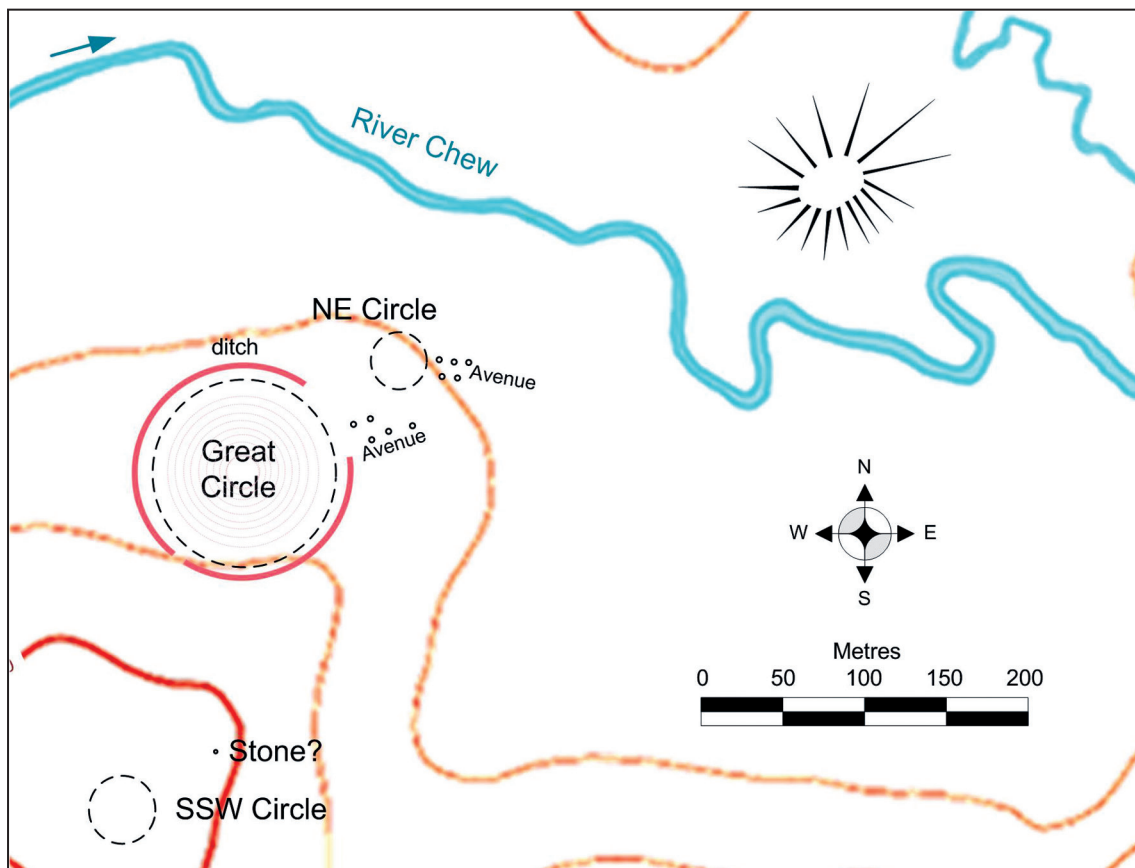 River Chew
NE Circle
ditch
Avenue
Avenue
Great
Circle
N
W E
S
Metres
0 50 100 150 200
Stone?
SSW Circle